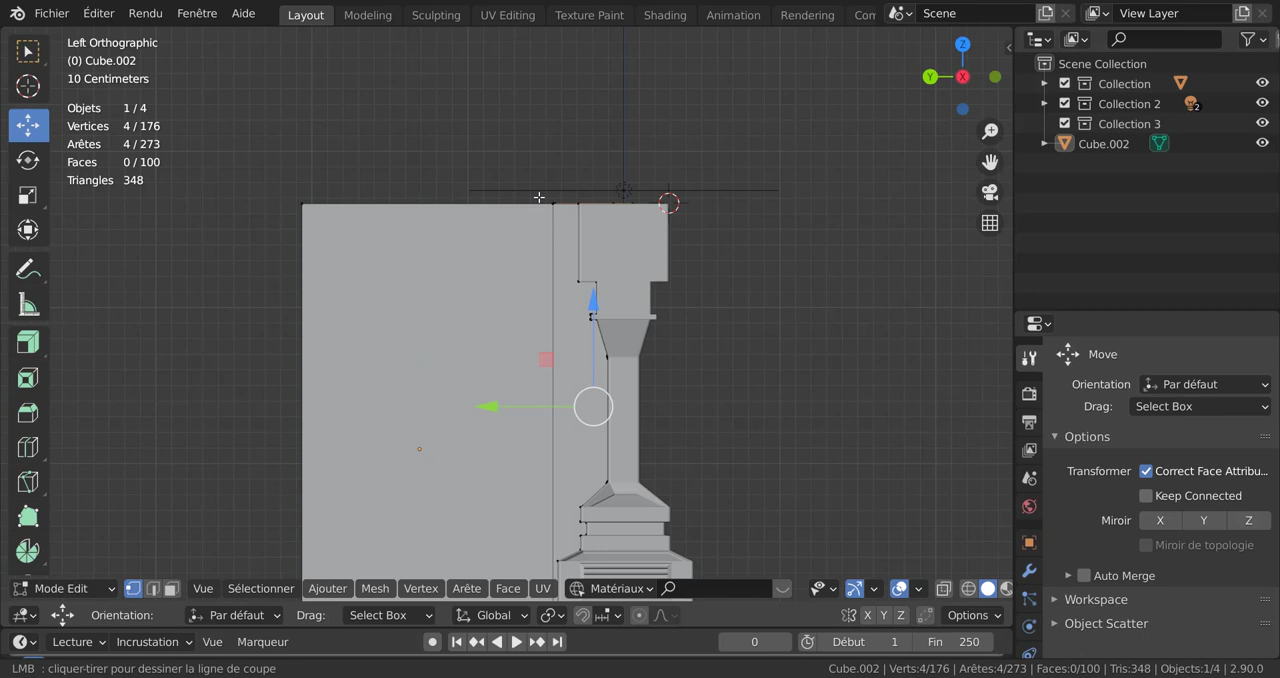 Fichier Éditer Rendu Fenêtre Aide Layout Modeling Sculpting UV Editing Texture Paint Shading Animation Rendering Com Scene View Layer
Left Orthographic
(0) Cube.002
10 Centimeters
Objets 1 / 4
Vertices 4 / 176
Arêtes 4 / 273
Faces 0 / 100
Triangles 348
Z
Y X
Scene Collection
Collection
Collection 2 2
Collection 3
Cube.002
Move
Orientation Par défaut
Drag: Select Box
Options
Transformer Correct Face Attribu...
Keep Connected
Miroir X Y Z
Miroir de topologie
Auto Merge
Workspace
Object Scatter
Mode Edit Vue Sélectionner Ajouter Mesh Vertex Arête Face UV Matériaux
Orientation: Par défaut Drag: Select Box Global X Y Z Options
Lecture Incrustation Vue Marqueur 0 Début 1 Fin 250
LMB : cliquer-tirer pour dessiner la ligne de coupe
Cube.002 | Verts:4/176 | Arêtes:4/273 | Faces:0/100 | Tris:348 | Objects:1/4 | 2.90.0